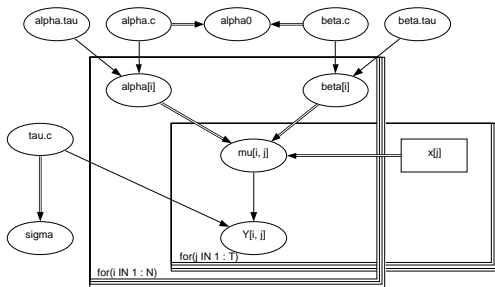 alpha.tau alpha.c alpha0 beta.c beta.tau
alpha[i] beta[i]
tau.c mu[i, j] x[j]
sigma Y[i, j]
for(j IN 1 : T)
for(i IN 1 : N)